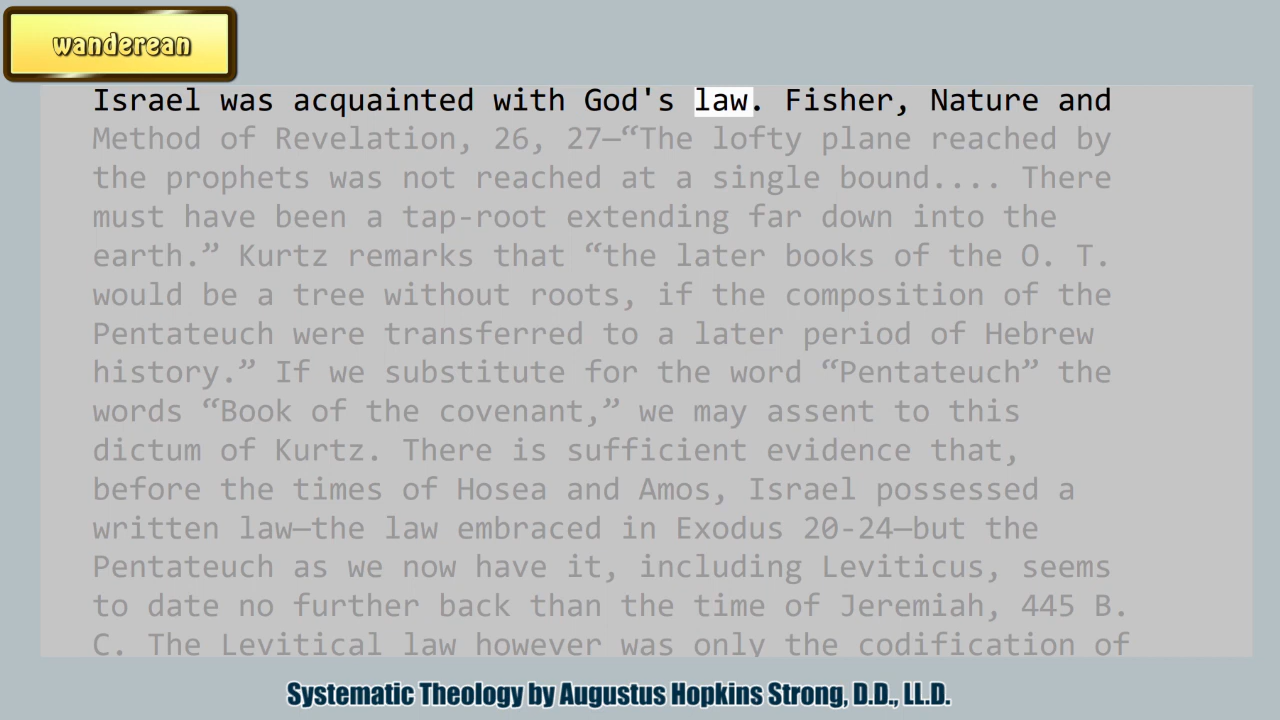 wanderean
Israel was acquainted with God's law. Fisher, Nature and
Method of Revelation, 26, 27—“The lofty plane reached by
the prophets was not reached at a single bound.... There
must have been a tap-root extending far down into the
earth.” Kurtz remarks that “the later books of the O. T.
would be a tree without roots, if the composition of the
Pentateuch were transferred to a later period of Hebrew
history.” If we substitute for the word “Pentateuch” the
words “Book of the covenant,” we may assent to this
dictum of Kurtz. There is sufficient evidence that,
before the times of Hosea and Amos, Israel possessed a
written law—the law embraced in Exodus 20-24—but the
Pentateuch as we now have it, including Leviticus, seems
to date no further back than the time of Jeremiah, 445 B.
C. The Levitical law however was only the codification of
Systematic Theology by Augustus Hopkins Strong, D.D., LL.D.